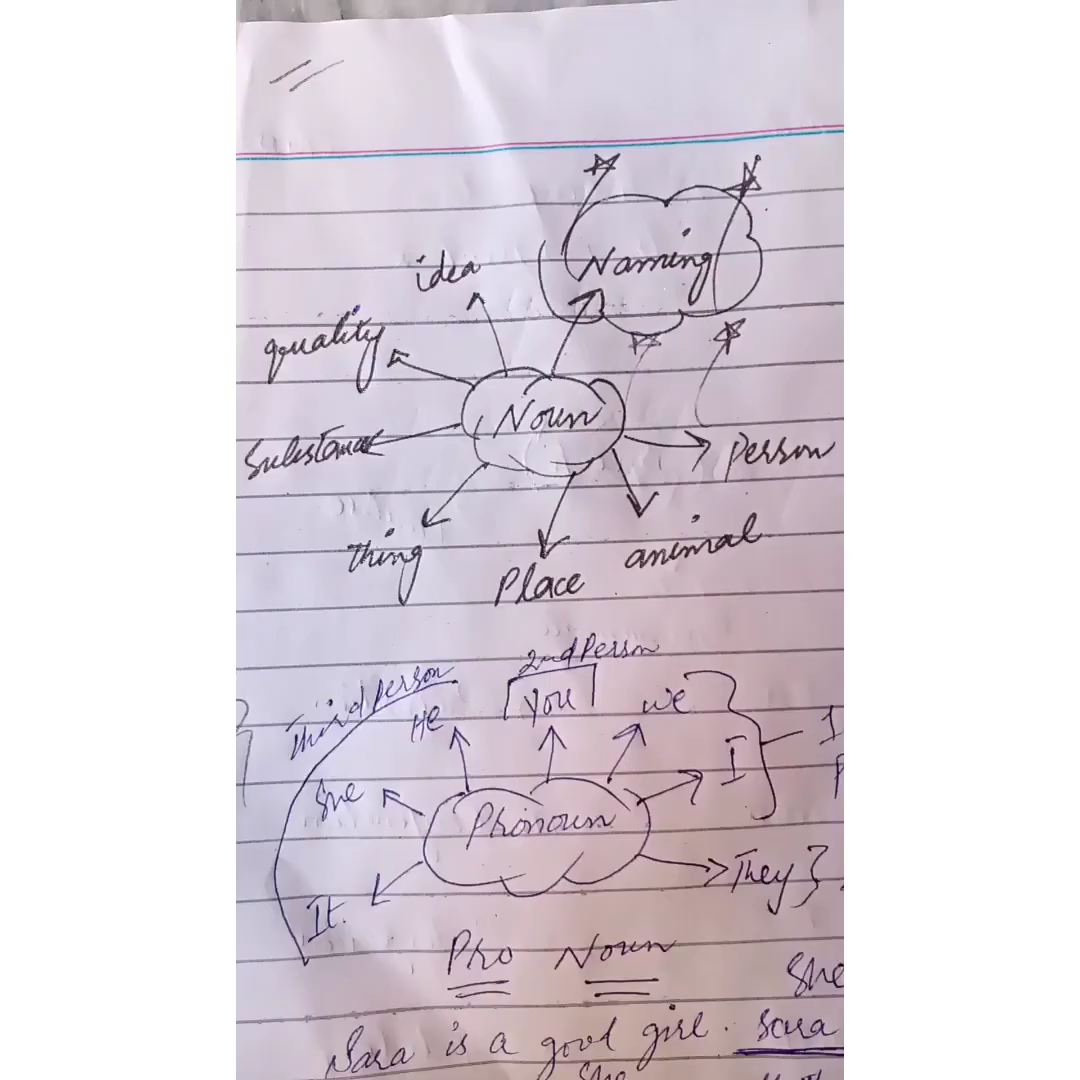 Naming
idea
quality
Noun
Substance
Person
thing
animal
Place
2nd Person
Third person
He
you
we
I
She
Pronoun
They
It.
Pro Noun
She
Sara is a good girl. Sara
She